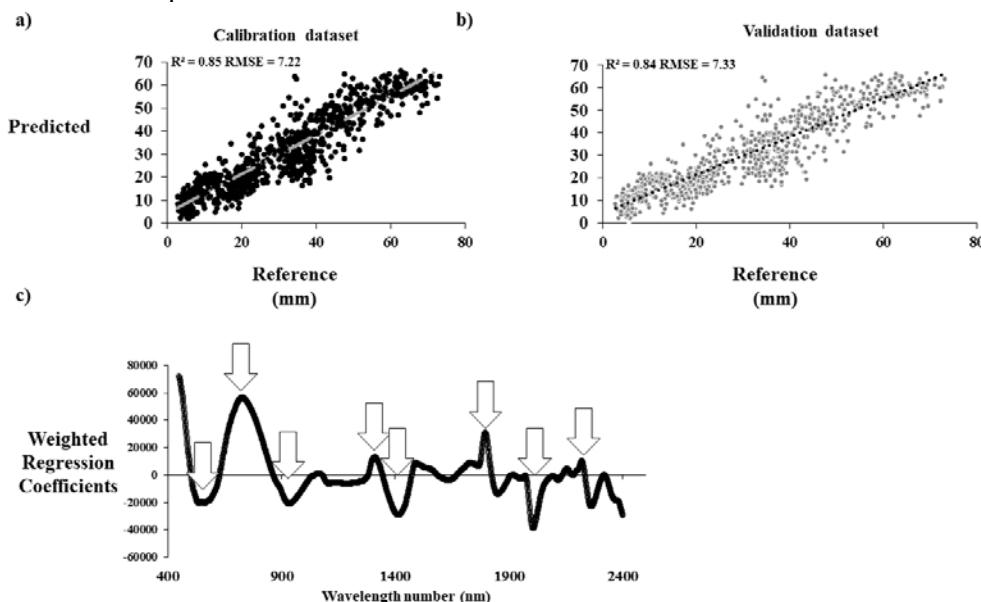 a)
Calibration dataset
R² = 0.85 RMSE = 7.22
70
60
50
40
30
20
10
0
0 20 40 60 80
Predicted
Reference
(mm)
b)
Validation dataset
R² = 0.84 RMSE = 7.33
70
60
50
40
30
20
10
0
0 20 40 60 80
Reference
(mm)
c)
Weighted
Regression
Coefficients
80000
60000
40000
20000
0
-20000
-40000
-60000
400 900 1400 1900 2400
Wavelength number (nm)